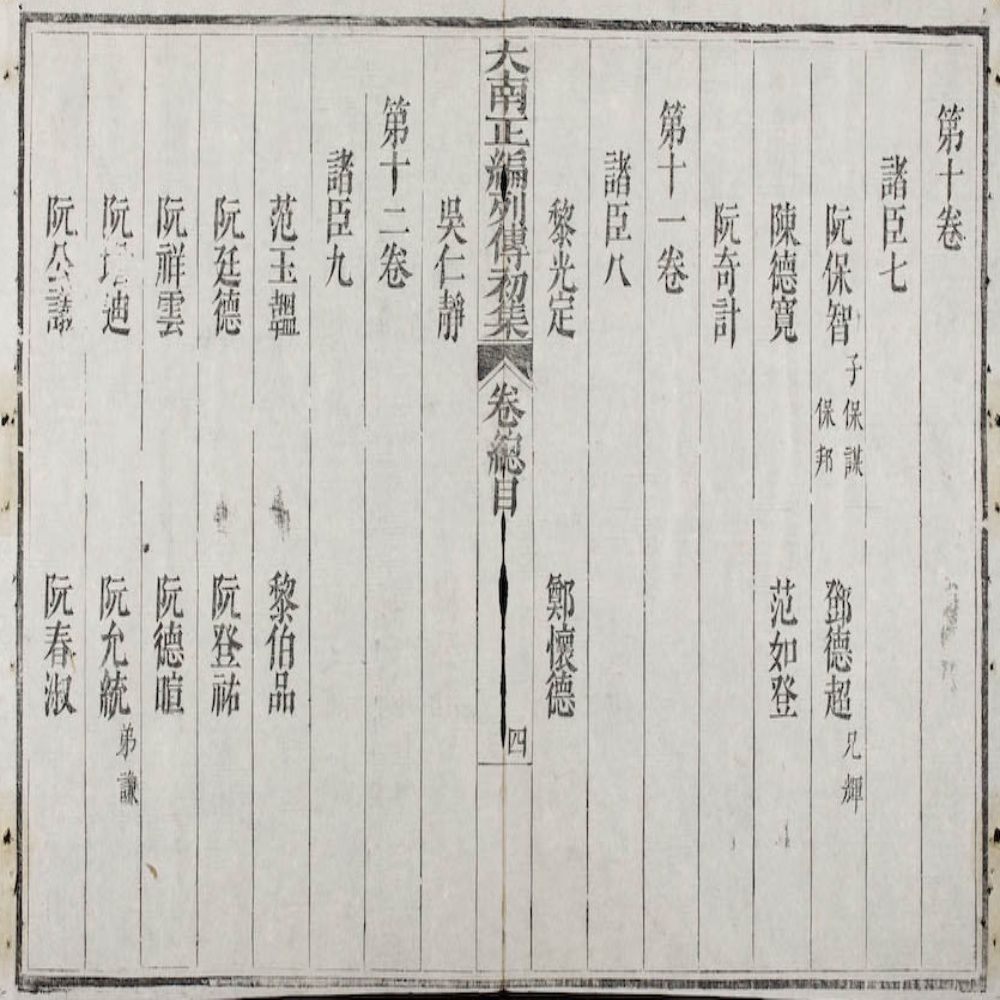 第十卷
諸臣七
阮保智 子保謀 保邦 鄧德超 兄輝
陳德寬 范如登
阮奇計
第十一卷
諸臣八
黎光定 鄭懷德
大南正編列傳初集 卷總目 四
吳仁靜
第十二卷
諸臣九
范玉韞 黎伯品
阮廷德 阮登祐
阮祥雲 阮德暄
阮迪 阮允統 弟謙
阮公 阮春淑